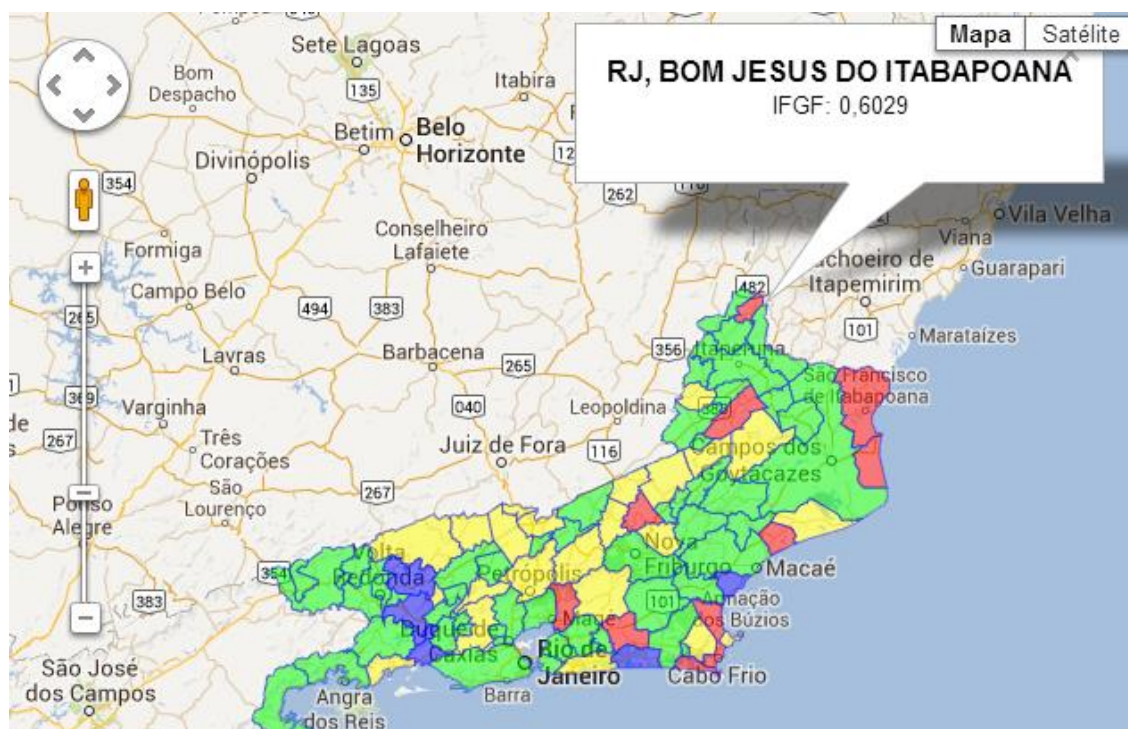 Mapa
Satélite
RJ, BOM JESUS DO ITABAPOANA
IFGF: 0,6029
Sete Lagoas
Bom
Despacho
135
Itabira
Betim
Belo
Horizonte
Divinópolis
354
262
Vila Velha
Viana
Formiga
Conselheiro
Lafaiete
Guarapari
Itapemirim
482
Campo Belo
494
383
265
101
Marataízes
Lavras
Barbacena
265
356
Itaperuna
São Francisco
de Itabapoana
369
Varginha
040
Leopoldina
267
Três
Corações
Juiz de Fora
116
Campos dos
Goytacazes
São
Lourenço
267
Alegre
Volta
Redonda
Nova
Friburgo
Petrópolis
Macaé
354
383
101
Magé
dos Búzios
Duque de
Caxias
Rio de
Janeiro
São José
dos Campos
Angra
dos Reis
Barra
Cabo Frio